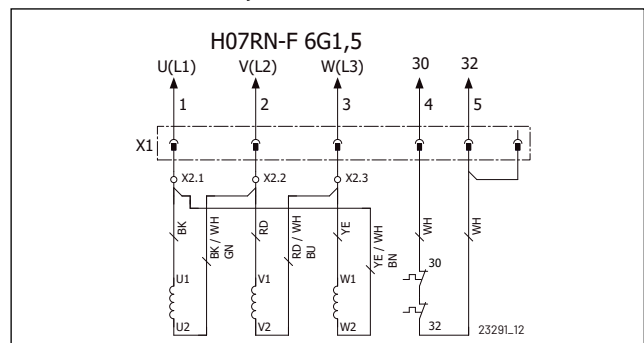 H07RN-F 6G1,5
U(L1) V(L2) W(L3) 30 32
1 2 3 4 5
X1
X2.1 X2.2 X2.3
BK BK / WH GN RD RD / WH BU YE YE / WH BN WH WH
U1 V1 W1 30
U2 V2 W2 32
23291_12